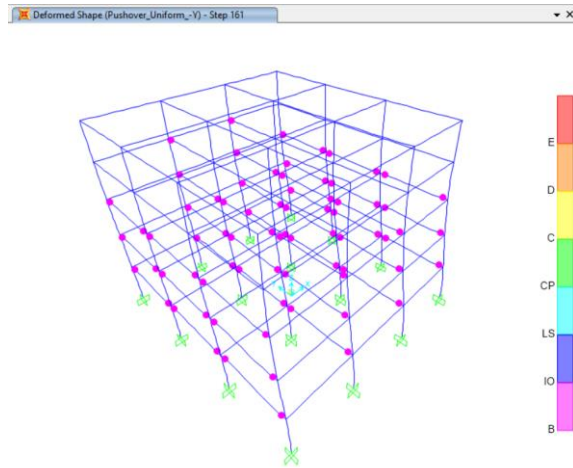 Deformed Shape (Pushover_Uniform_-Y) - Step 161
E
D
C
CP
LS
IO
B